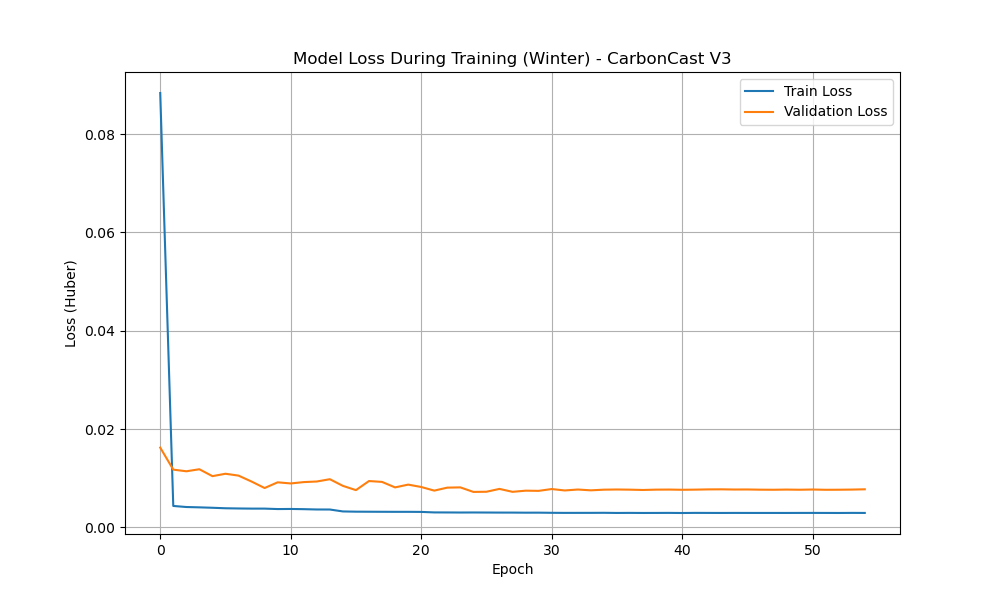 Model Loss During Training (Winter) - CarbonCast V3
Train Loss
Validation Loss
Loss (Huber)
0.08
0.06
0.04
0.02
0.00
0 10 20 30 40 50
Epoch